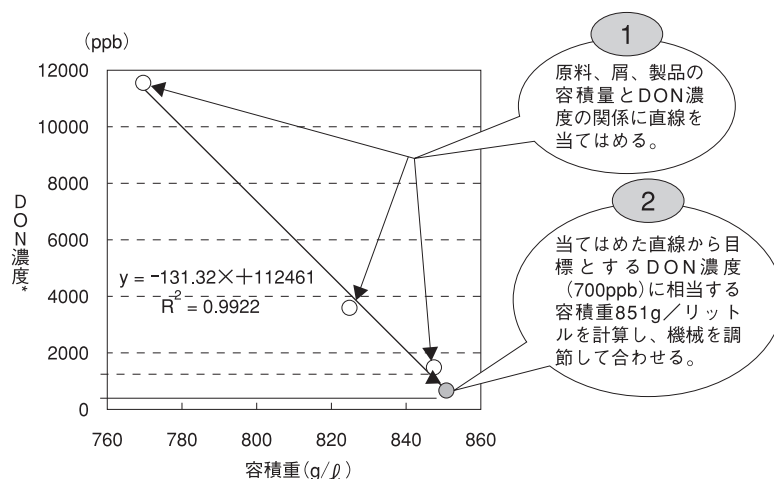 (ppb)
12000
10000
8000
6000
4000
2000
0
DON濃度*
y = −131.32×＋112461
R² = 0.9922
760
780
800
820
840
860
容積重(g/ℓ)
1
原料、屑、製品の
容積量とDON濃
度の関係に直線を
当てはめる。
2
当てはめた直線から目
標とするDON濃度
（700ppb）に相当する
容積重851g／リット
ルを計算し、機械を調
節して合わせる。